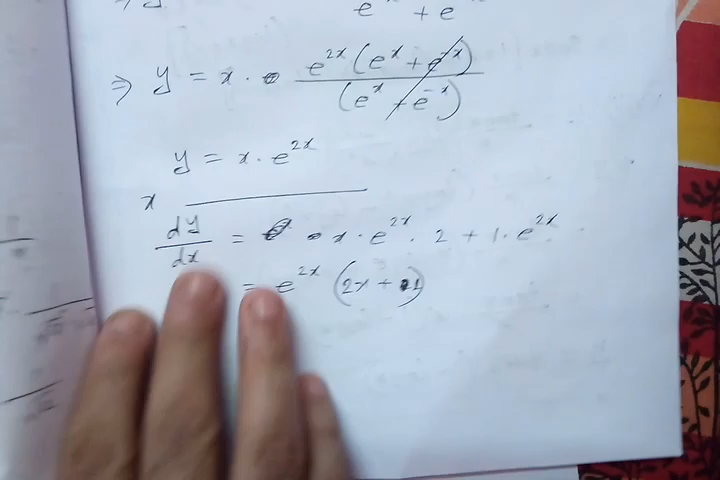 e + e
⇒ y = x · e^{2x} (e^x + e^{-x}) / (e^x + e^{-x})
y = x · e^{2x}
x
dy/dx = x · e^{2x} · 2 + 1 · e^{2x}
= e^{2x} (2x + 1)